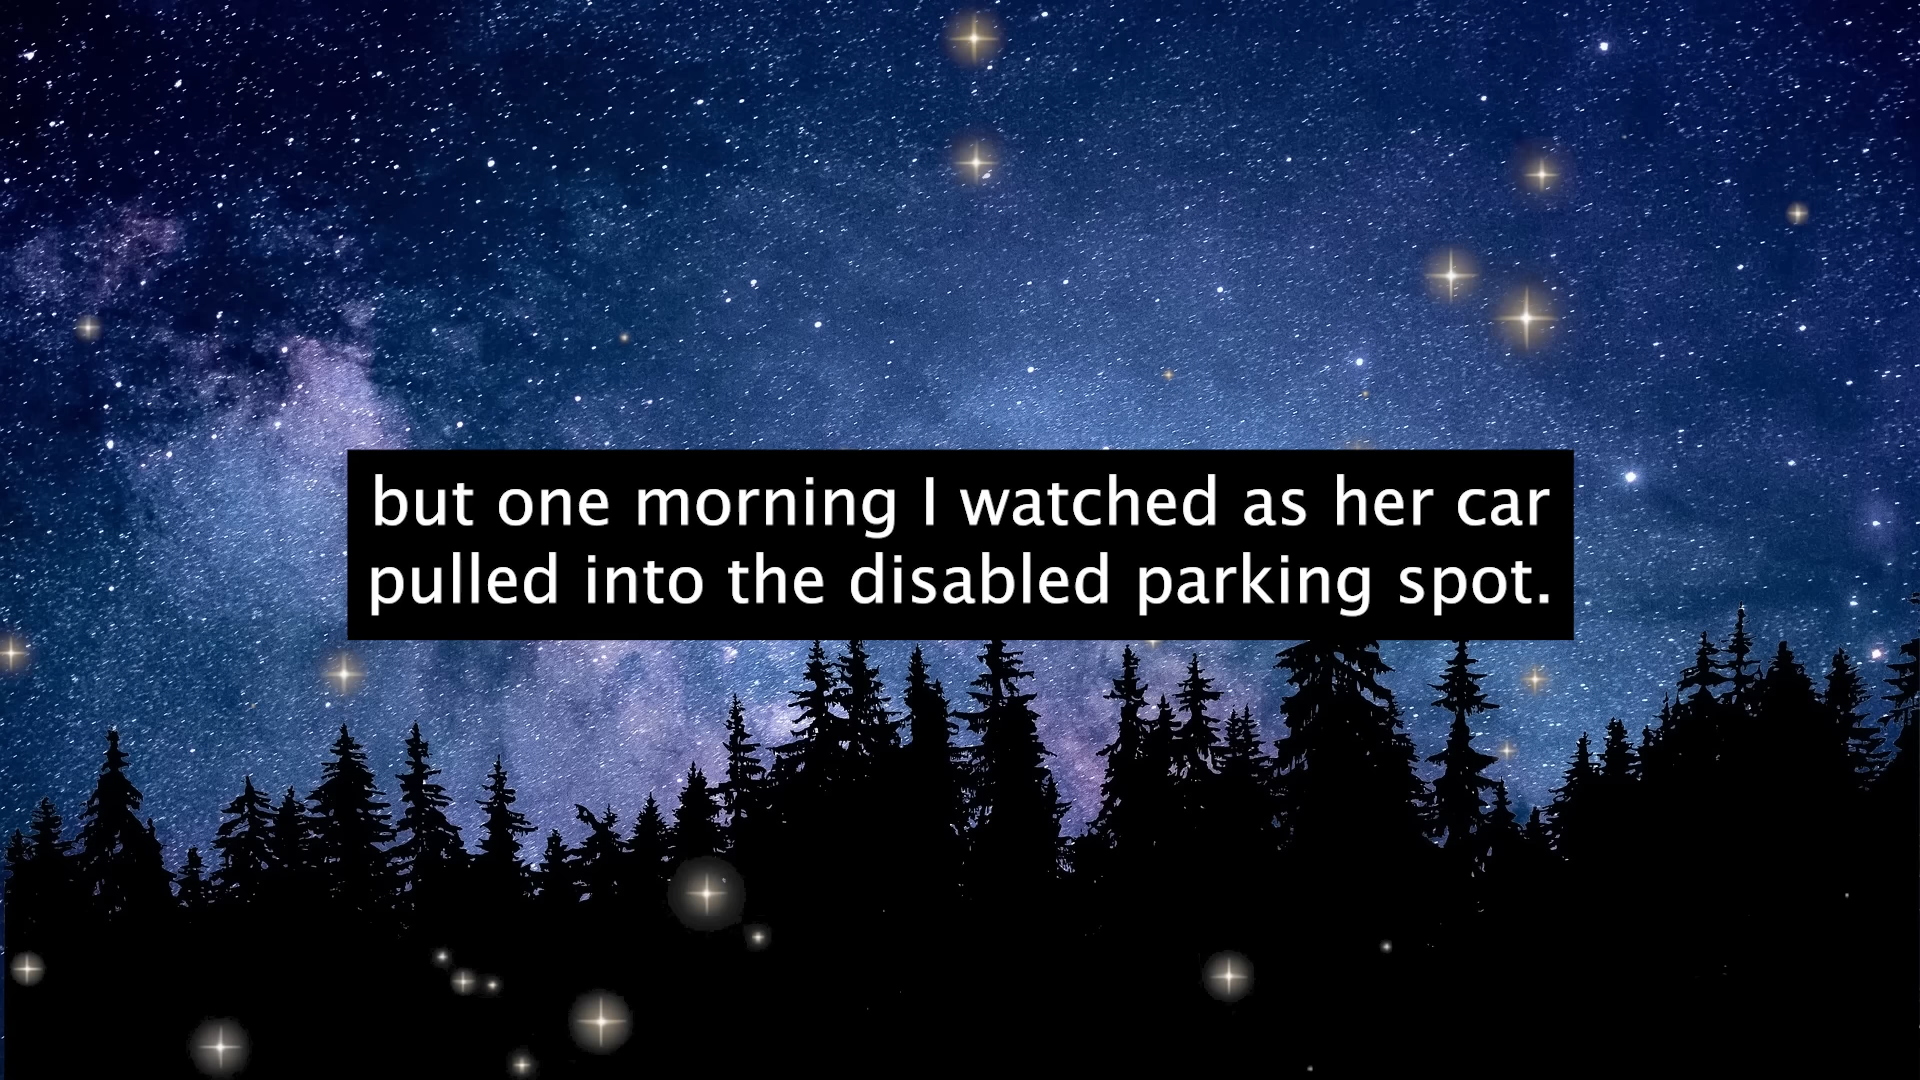 but one morning I watched as her car
pulled into the disabled parking spot.